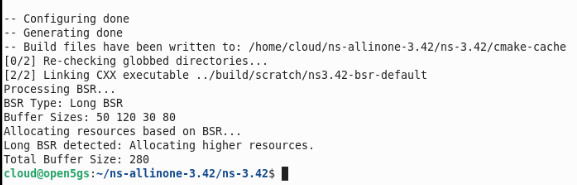 -- Configuring done
-- Generating done
-- Build files have been written to: /home/cloud/ns-allinone-3.42/ns-3.42/cmake-cache
[0/2] Re-checking globbed directories...
[2/2] Linking CXX executable ../build/scratch/ns3.42-bsr-default
Processing BSR...
BSR Type: Long BSR
Buffer Sizes: 50 120 30 80
Allocating resources based on BSR...
Long BSR detected: Allocating higher resources.
Total Buffer Size: 280
cloud@open5gs:~/ns-allinone-3.42/ns-3.42$